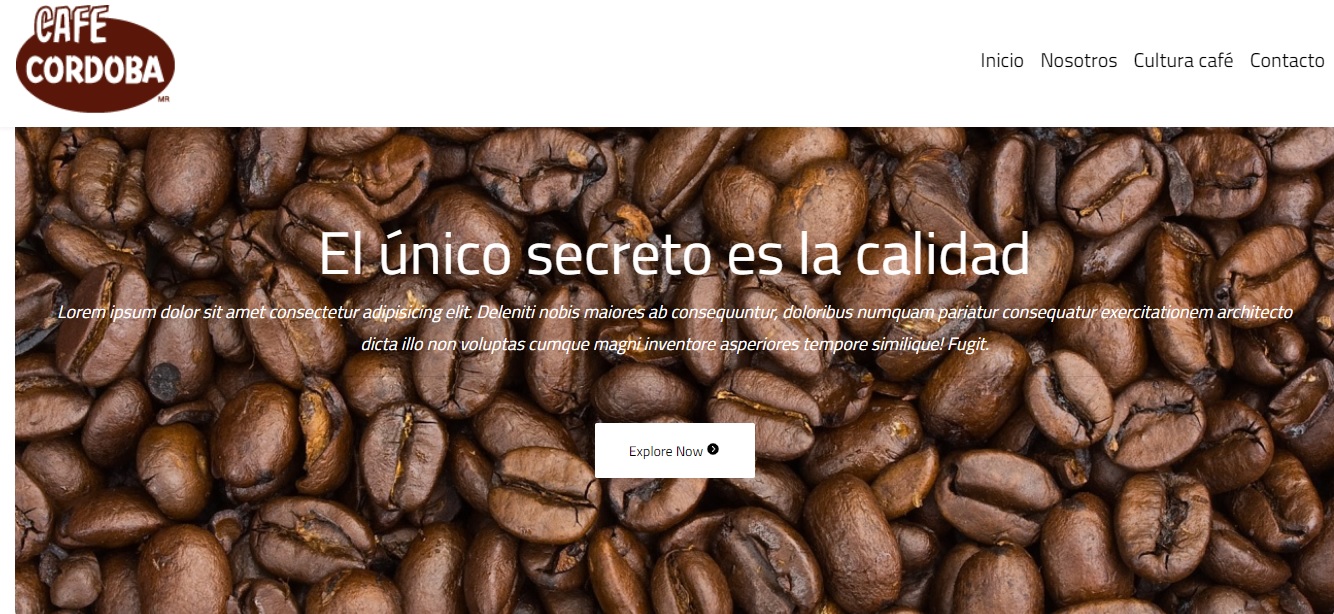 CAFE
CORDOBA
MR
Inicio Nosotros Cultura café Contacto
El único secreto es la calidad
Lorem ipsum dolor sit amet consectetur adipisicing elit. Deleniti nobis maiores ab consequuntur, doloribus numquam pariatur consequatur exercitationem architecto
dicta illo non voluptas cumque magni inventore asperiores tempore similique! Fugit.
Explore Now